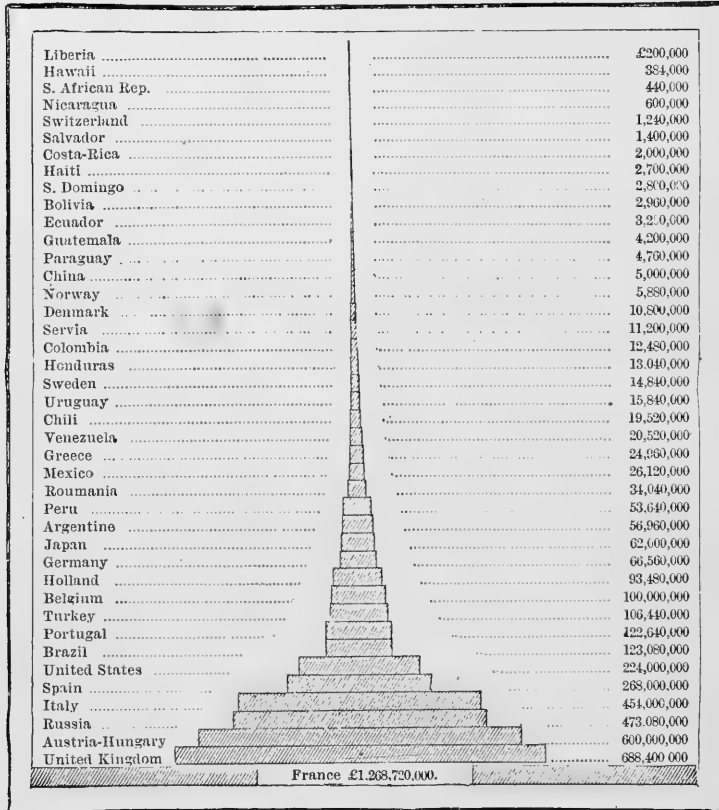 Liberia £200,000
Hawaii 384,000
S. African Rep. 440,000
Nicaragua 600,000
Switzerland 1,240,000
Salvador 1,400,000
Costa-Rica 2,000,000
Haiti 2,700,000
S. Domingo
Bolivia 2,960,000
Ecuador
Guatemala 4,200,000
Paraguay 4,760,000
China 5,000,000
Norway 5,880,000
Denmark 10,800,000
Servia 11,200,000
Colombia 12,480,000
Honduras 13.040,000
Sweden 14,840,000
Uruguay 15,840,000
Chili 19,520,000
Venezuela 20,520,000
Greece 24,960,000
Mexico 26,120,000
Roumania 34,040,000
Peru 53,640,000
Argentine 56,960,000
Japan 62,000,000
Germany 66,560,000
Holland 93,480,000
Belgium 100,000,000
Turkey 106,440.000
Portugal 122,640,000
Brazil 123,080,000
United States 224,000,000
Spain 268,000.000
Italy 454,000,000
Russia 473.080,000
Austria-Hungary 600,000,000
United Kingdom 688,400 000
France £1.268,720,000.